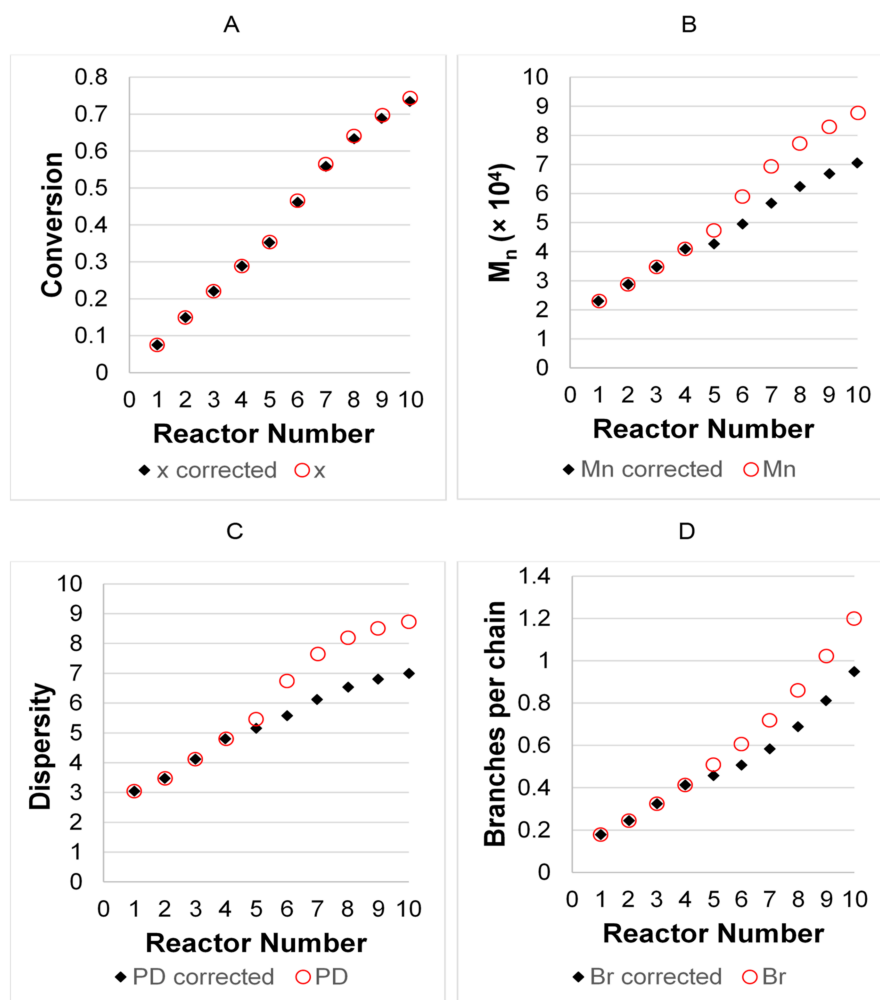 A
0.8
0.7
0.6
0.5
0.4
0.3
0.2
0.1
0
Conversion
0 1 2 3 4 5 6 7 8 9 10
Reactor Number
x corrected x
B
10
9
8
7
6
5
4
3
2
1
0
Mn (× 10⁴)
0 1 2 3 4 5 6 7 8 9 10
Reactor Number
Mn corrected Mn
C
10
9
8
7
6
5
4
3
2
1
0
Dispersity
0 1 2 3 4 5 6 7 8 9 10
Reactor Number
PD corrected PD
D
1.4
1.2
1
0.8
0.6
0.4
0.2
0
Branches per chain
0 1 2 3 4 5 6 7 8 9 10
Reactor Number
Br corrected Br